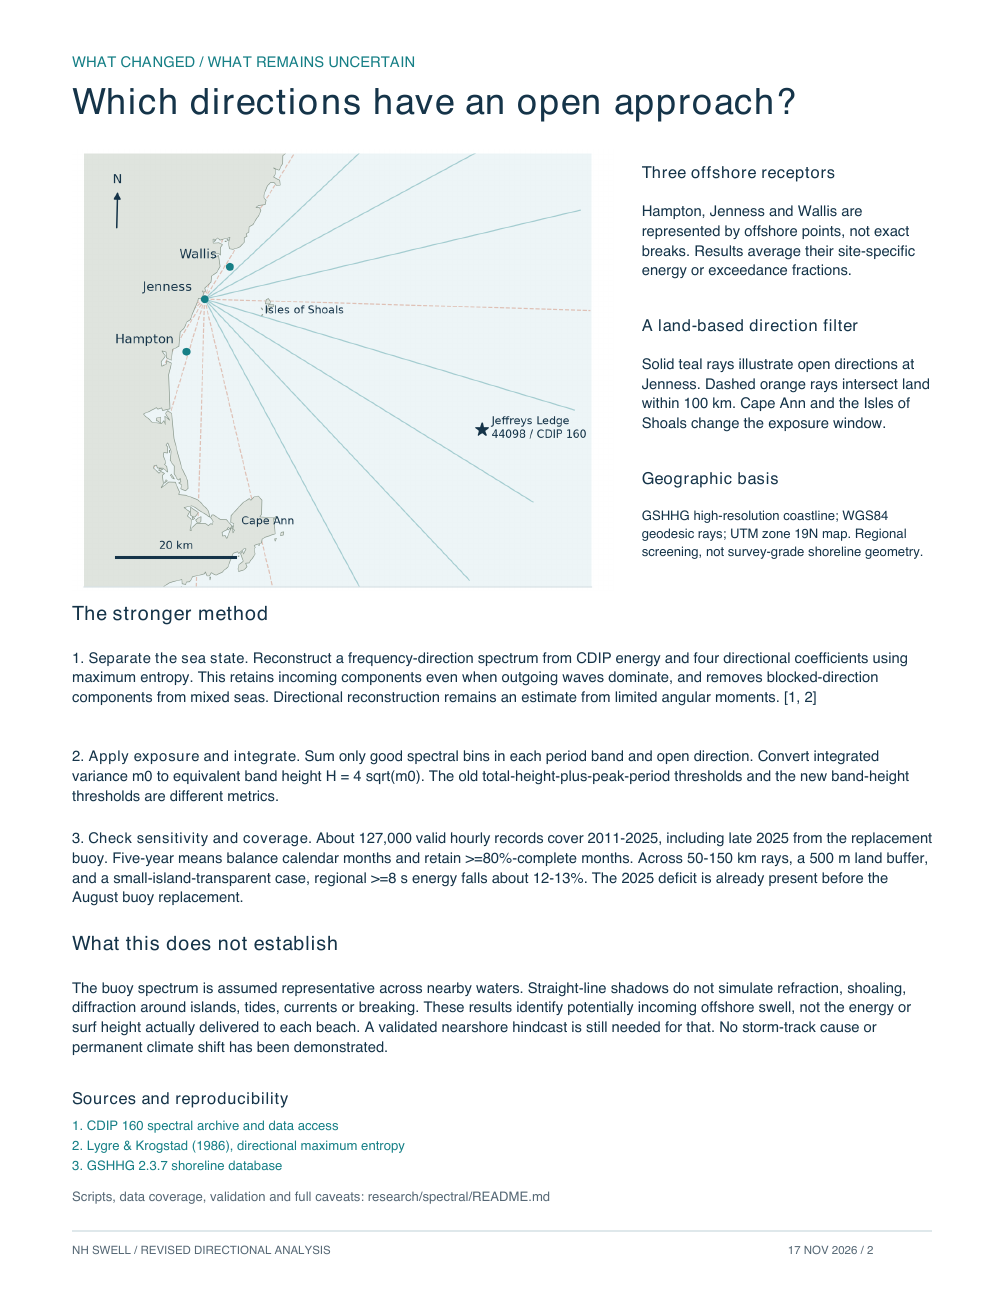 WHAT CHANGED / WHAT REMAINS UNCERTAIN
Which directions have an open approach?
N
Wallis
Jenness
Isles of Shoals
Hampton
Jeffreys Ledge
44098 / CDIP 160
Cape Ann
20 km
Three offshore receptors
Hampton, Jenness and Wallis are
represented by offshore points, not exact
breaks. Results average their site-specific
energy or exceedance fractions.
A land-based direction filter
Solid teal rays illustrate open directions at
Jenness. Dashed orange rays intersect land
within 100 km. Cape Ann and the Isles of
Shoals change the exposure window.
Geographic basis
GSHHG high-resolution coastline; WGS84
geodesic rays; UTM zone 19N map. Regional
screening, not survey-grade shoreline geometry.
The stronger method
1. Separate the sea state. Reconstruct a frequency-direction spectrum from CDIP energy and four directional coefficients using
maximum entropy. This retains incoming components even when outgoing waves dominate, and removes blocked-direction
components from mixed seas. Directional reconstruction remains an estimate from limited angular moments. [1, 2]
2. Apply exposure and integrate. Sum only good spectral bins in each period band and open direction. Convert integrated
variance m0 to equivalent band height H = 4 sqrt(m0). The old total-height-plus-peak-period thresholds and the new band-height
thresholds are different metrics.
3. Check sensitivity and coverage. About 127,000 valid hourly records cover 2011-2025, including late 2025 from the replacement
buoy. Five-year means balance calendar months and retain >=80%-complete months. Across 50-150 km rays, a 500 m land buffer,
and a small-island-transparent case, regional >=8 s energy falls about 12-13%. The 2025 deficit is already present before the
August buoy replacement.
What this does not establish
The buoy spectrum is assumed representative across nearby waters. Straight-line shadows do not simulate refraction, shoaling,
diffraction around islands, tides, currents or breaking. These results identify potentially incoming offshore swell, not the energy or
surf height actually delivered to each beach. A validated nearshore hindcast is still needed for that. No storm-track cause or
permanent climate shift has been demonstrated.
Sources and reproducibility
1. CDIP 160 spectral archive and data access
2. Lygre & Krogstad (1986), directional maximum entropy
3. GSHHG 2.3.7 shoreline database
Scripts, data coverage, validation and full caveats: research/spectral/README.md
NH SWELL / REVISED DIRECTIONAL ANALYSIS
17 NOV 2026 / 2